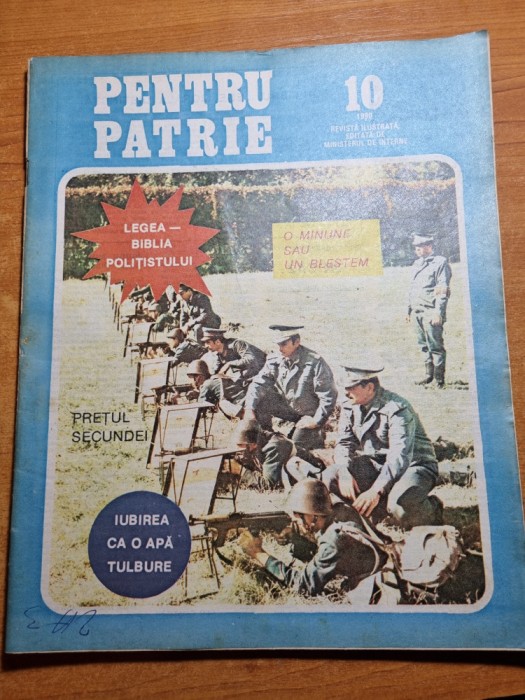 PENTRU
PATRIE
10
1990
REVISTĂ ILUSTRATĂ
EDITATĂ DE
MINISTERUL DE INTERNE
LEGEA —
BIBLIA
POLIȚISTULUI
O MINUNE
SAU
UN BLESTEM
PREȚUL
SECUNDEI
IUBIREA
CA O APĂ
TULBURE